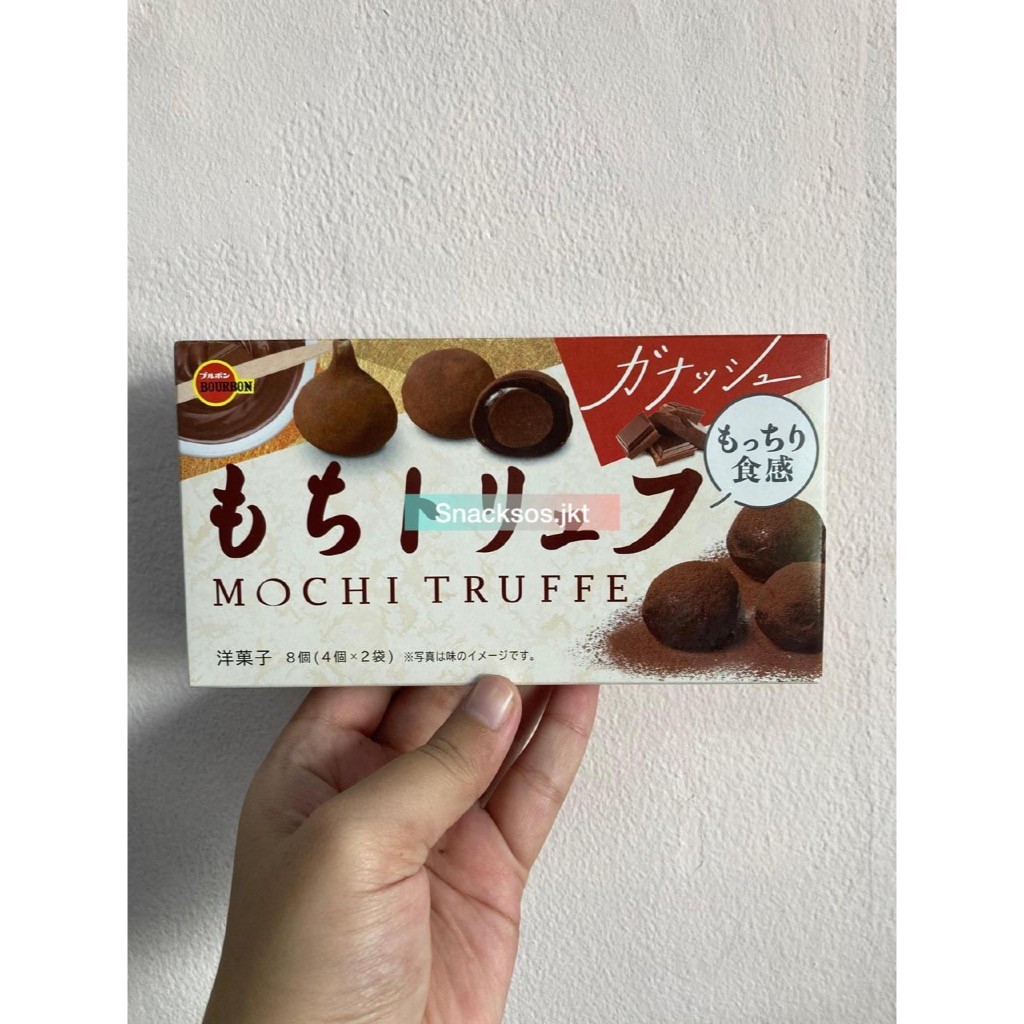 ブルボン
BOURBON
ガナッシュ
もっちり
食感
もちトリュフ
Snacksos.jkt
MOCHI TRUFFE
洋菓子 8個(4個×2袋) ※写真は味のイメージです。